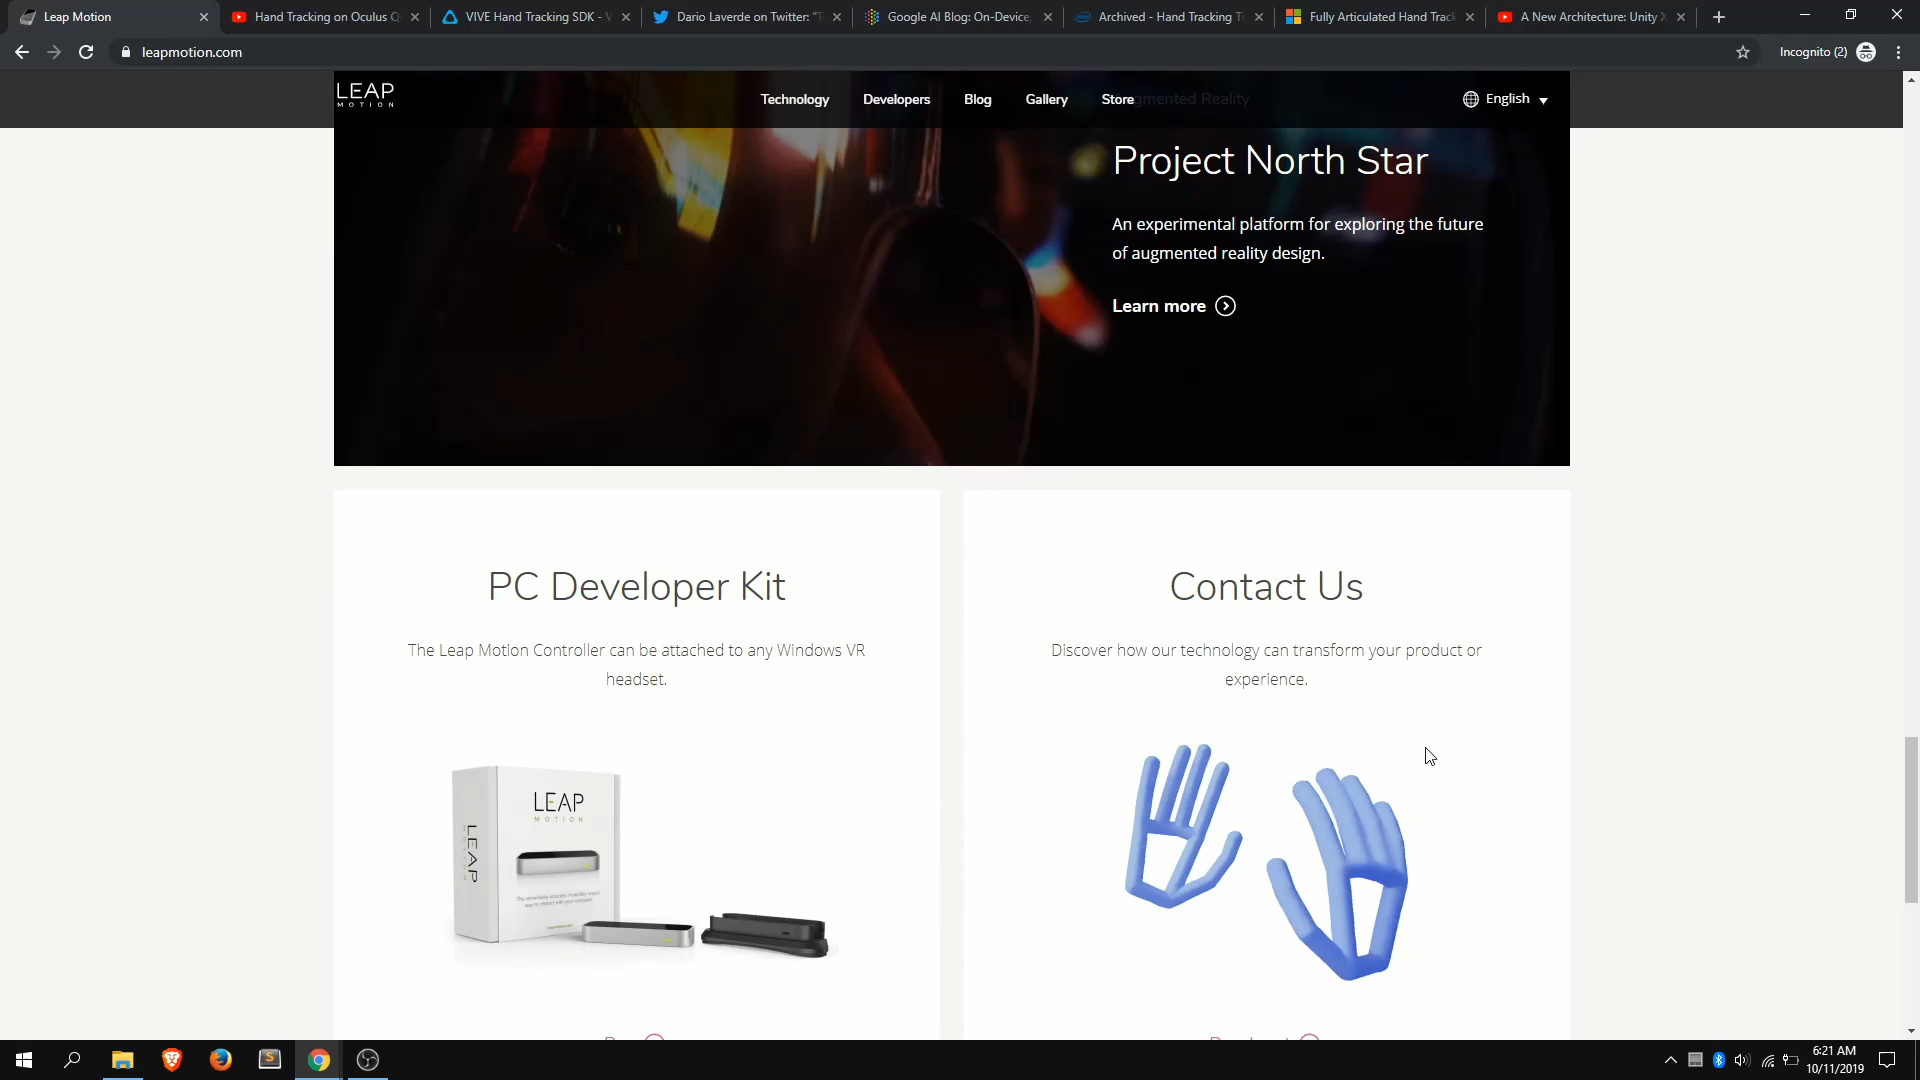 Leap Motion
Hand Tracking on Oculus Q
VIVE Hand Tracking SDK - V
Dario Laverde on Twitter: "T
Google AI Blog: On-Device,
Archived - Hand Tracking T
Fully Articulated Hand Track
A New Architecture: Unity X
leapmotion.com
Incognito (2)
LEAP
MOTION
Technology
Developers
Blog
Gallery
Store
gmented Reality
English
Project North Star
An experimental platform for exploring the future
of augmented reality design.
Learn more
PC Developer Kit
The Leap Motion Controller can be attached to any Windows VR
headset.
LEAP
MOTION
LEAP
Contact Us
Discover how our technology can transform your product or
experience.
6:21 AM
10/11/2019